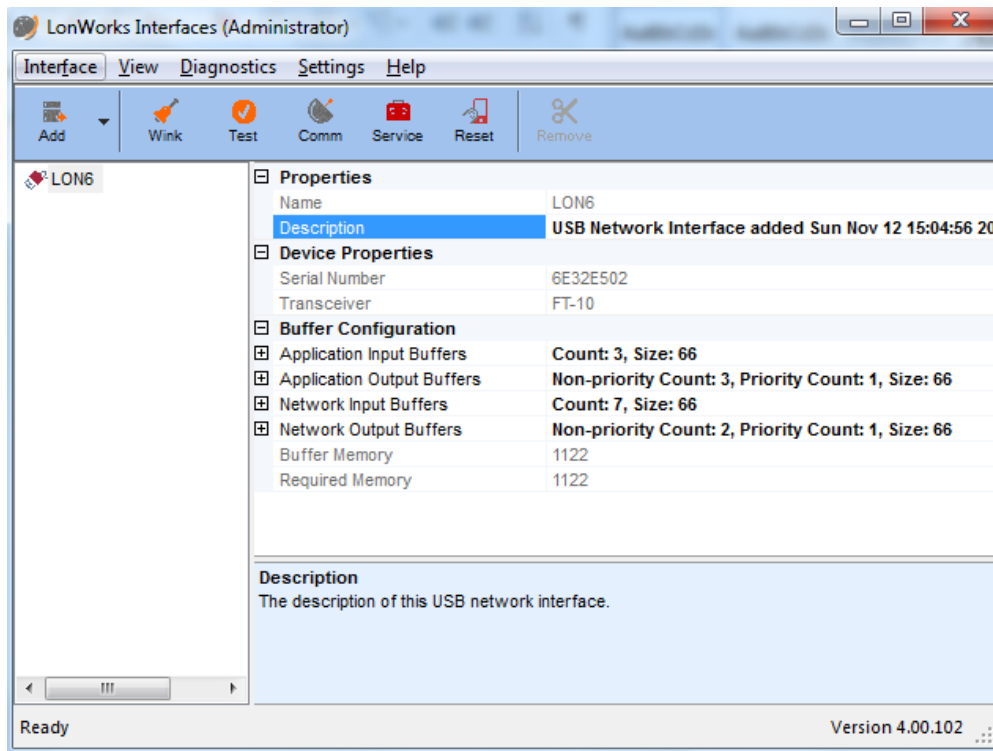 LonWorks Interfaces (Administrator)
Interface View Diagnostics Settings Help
Add Wink Test Comm Service Reset Remove
LON6
Properties
Name LON6
Description USB Network Interface added Sun Nov 12 15:04:56 20
Device Properties
Serial Number 6E32E502
Transceiver FT-10
Buffer Configuration
Application Input Buffers Count: 3, Size: 66
Application Output Buffers Non-priority Count: 3, Priority Count: 1, Size: 66
Network Input Buffers Count: 7, Size: 66
Network Output Buffers Non-priority Count: 2, Priority Count: 1, Size: 66
Buffer Memory 1122
Required Memory 1122
Description
The description of this USB network interface.
Ready Version 4.00.102